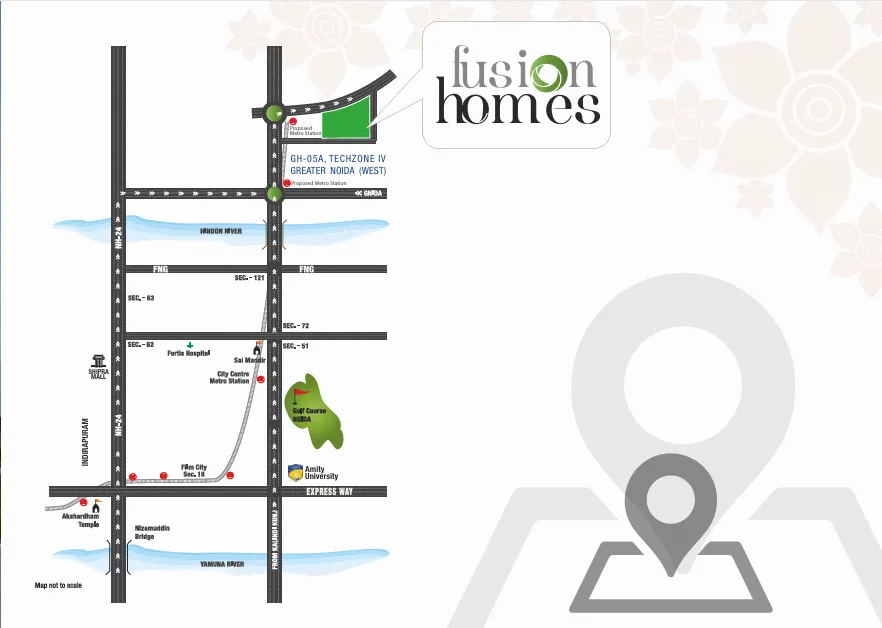 fusion
homes
Proposed
Metro Station
GH-05A, TECHZONE IV
GREATER NOIDA (WEST)
Proposed Metro Station
GNIDA
NH-24
HINDON RIVER
FNG
FNG
SEC. - 121
SEC. - 63
SEC. - 72
SEC. - 62
SEC. - 51
Fortis Hospital
Sai Mandir
SHIPRA
MALL
City Centre
Metro Station
Golf Course
NOIDA
NH-24
INDIRAPURAM
Film City
Sec. 18
Amity
University
EXPRESS WAY
Akshardham
Temple
Nizamuddin
Bridge
FROM KALINDI KUNJ
YAMUNA RIVER
Map not to scale